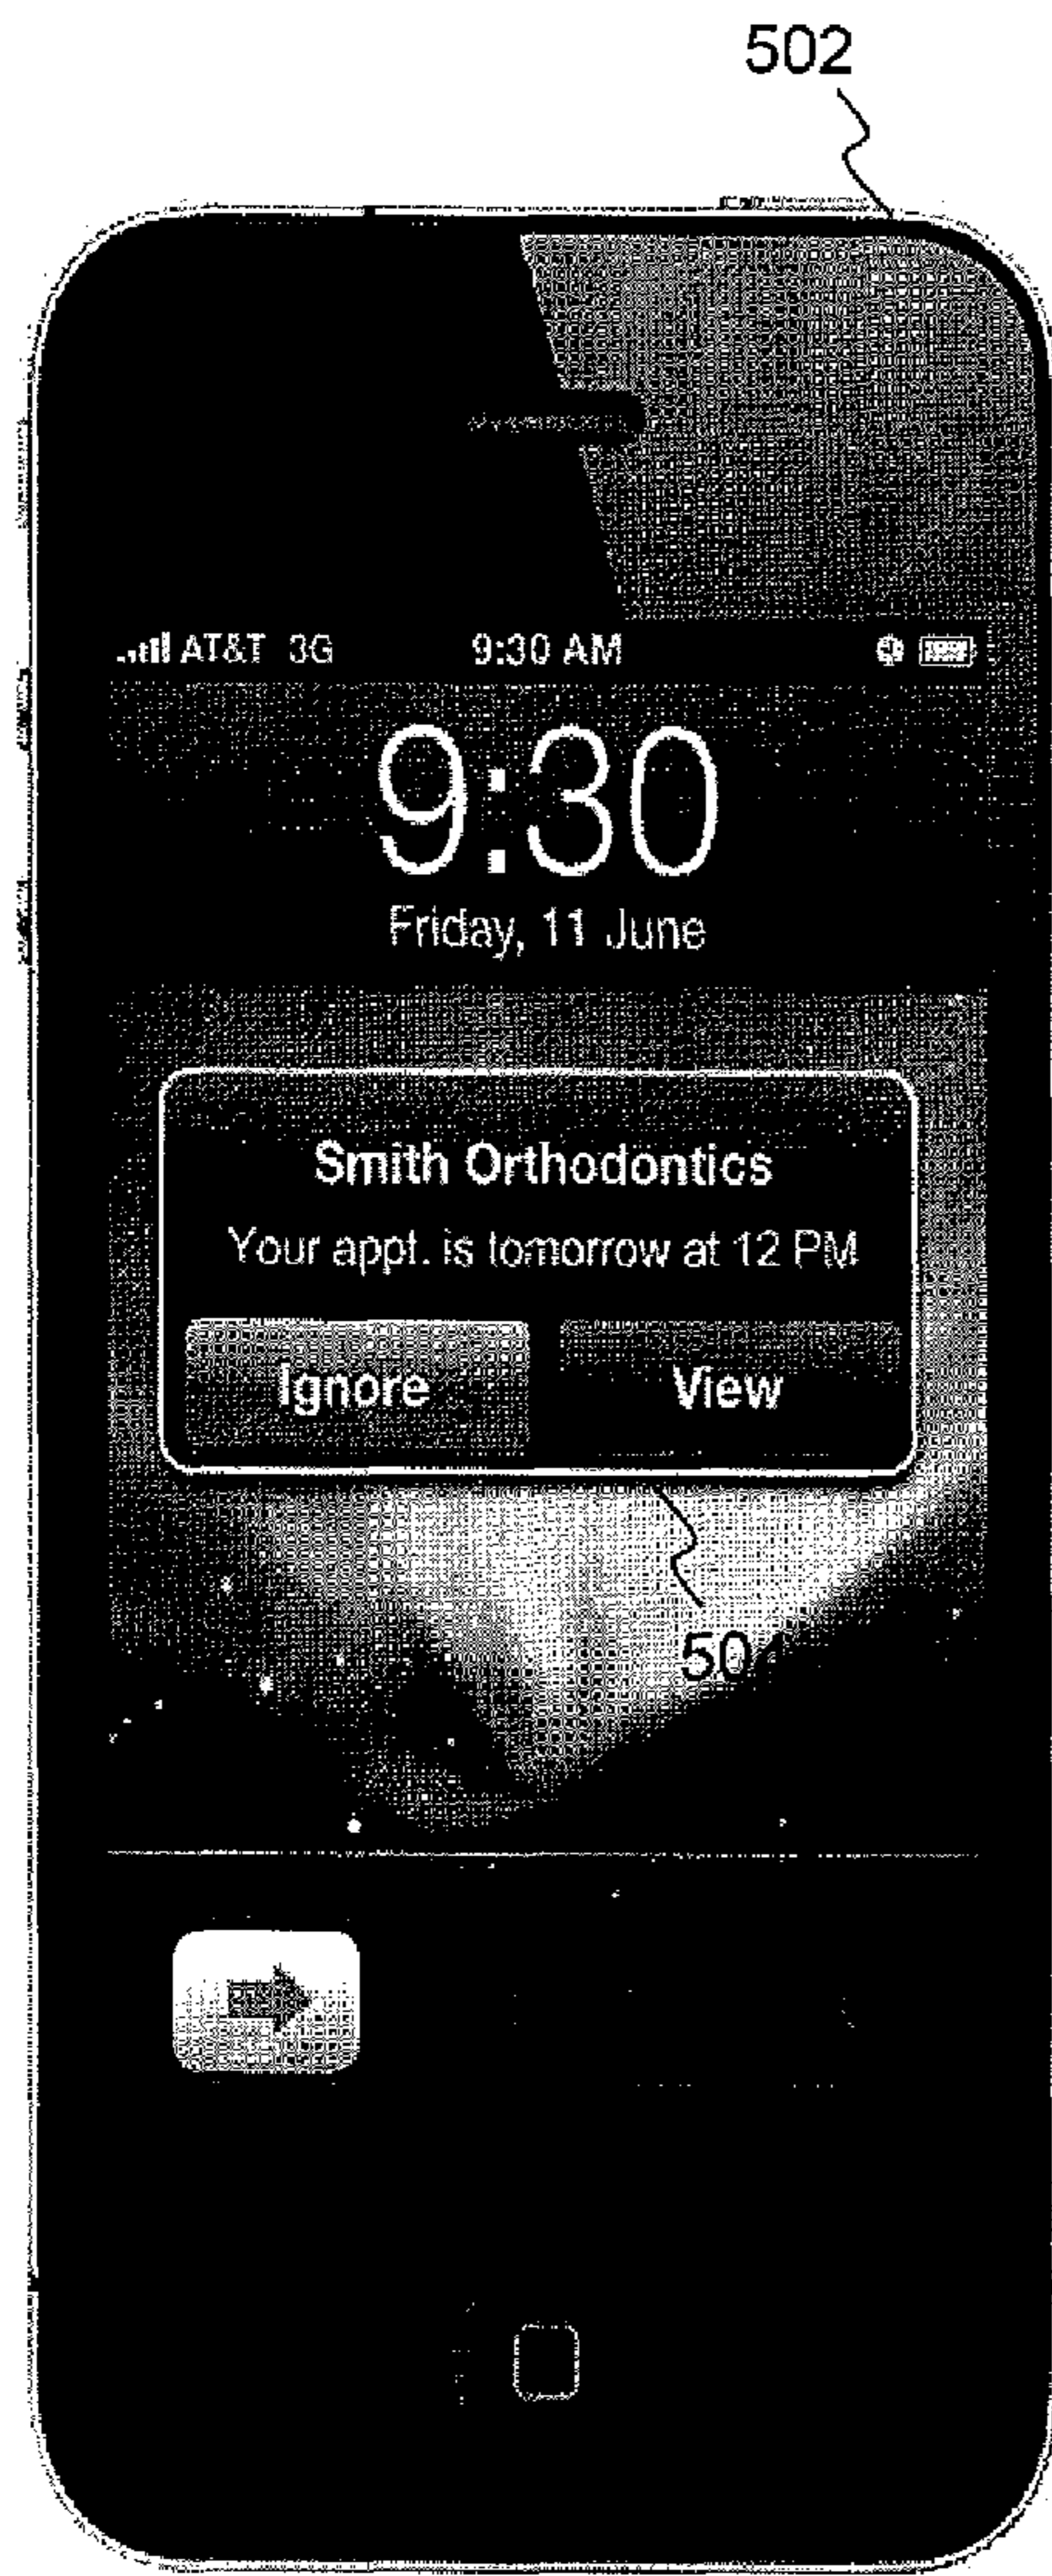 502
AT&T 3G 9:30 AM
9:30
Friday, 11 June
Smith Orthodontics
Your appt. is tomorrow at 12 PM
Ignore View
50